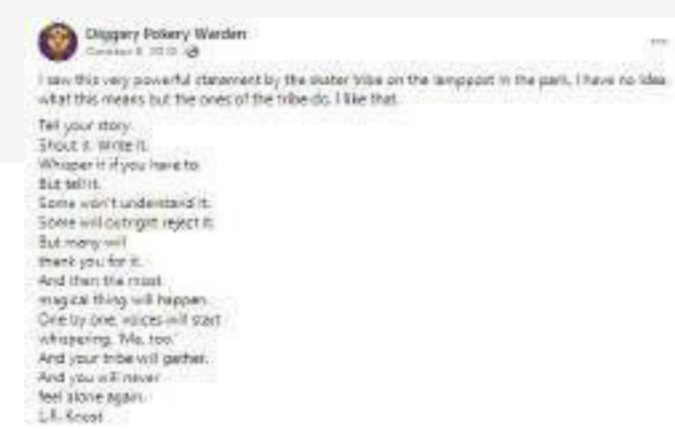 Diggary Pokery Warden
October
I saw this very powerful statement by the skater tribe on the lamppost in the park. I have no idea
what this means but the ones of the tribe do. I like that.
Tell your story.
Shout it. Write it.
Whisper it if you have to.
But tell it.
Some won't understand it.
Some will outright reject it.
But many will
thank you for it.
And then the most
magical thing will happen.
One by one, voices will start
whispering, 'Me, too.'
And your tribe will gather.
And you will never
feel alone again.
L.R. Knost